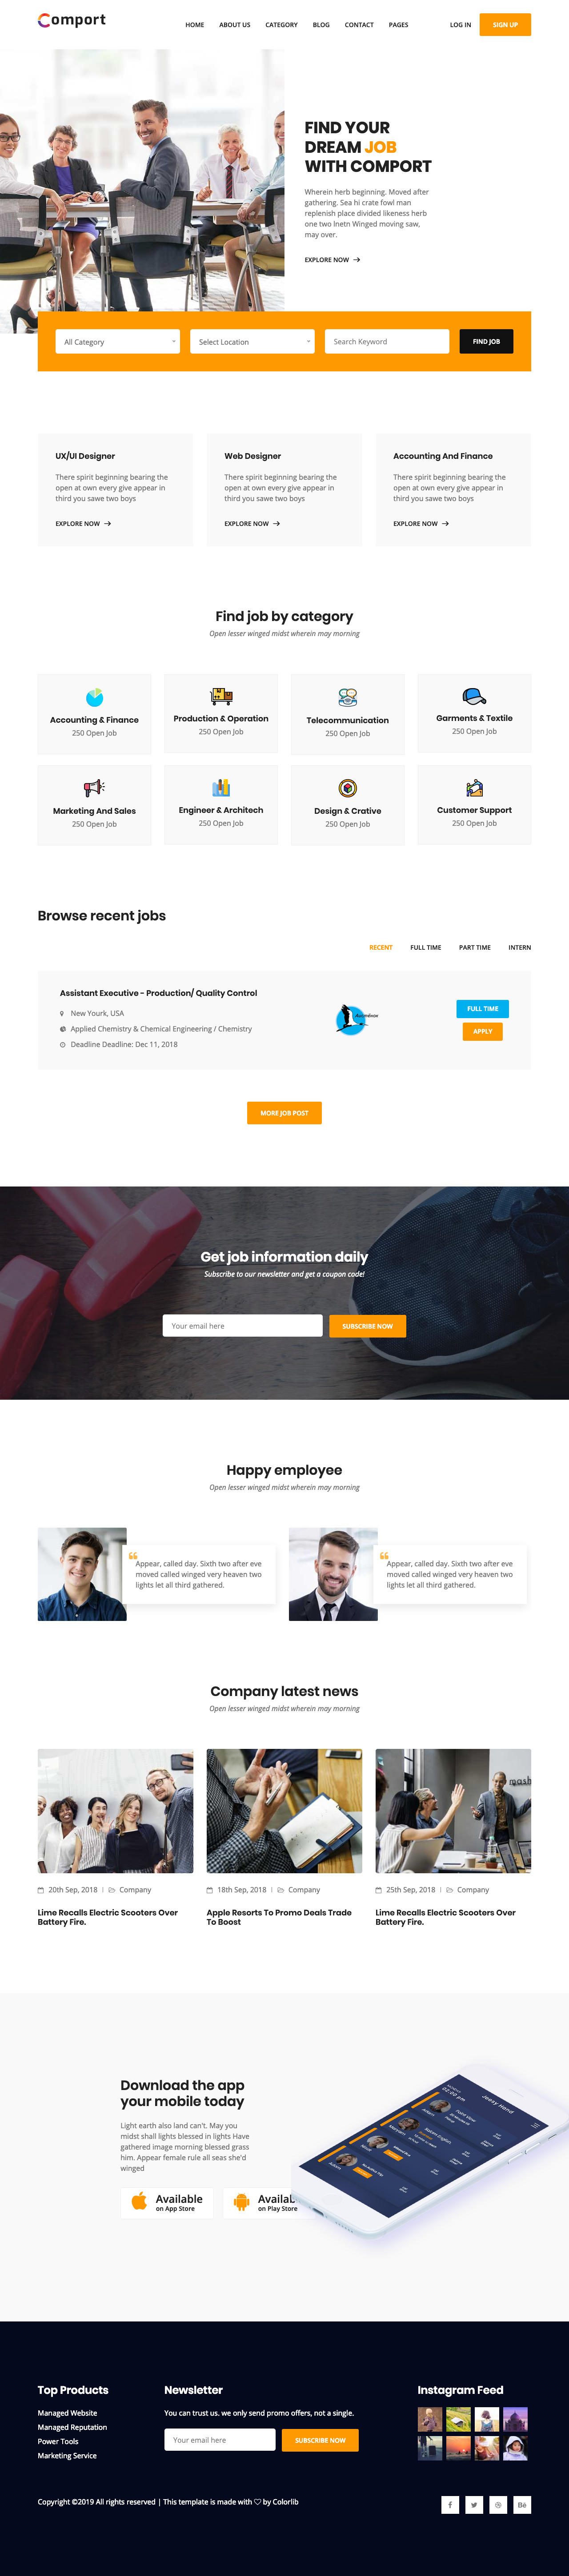 Comport
HOME ABOUT US CATEGORY BLOG CONTACT PAGES LOG IN SIGN UP
FIND YOUR
DREAM JOB
WITH COMPORT
Wherein herb beginning. Moved after
gathering. Sea hi crate fowl man
replenish place divided likeness herb
one two Inetn Winged moving saw,
may over.
EXPLORE NOW
All Category Select Location Search Keyword FIND JOB
UX/UI Designer
There spirit beginning bearing the
open at own every give appear in
third you sawe two boys
EXPLORE NOW
Web Designer
There spirit beginning bearing the
open at own every give appear in
third you sawe two boys
EXPLORE NOW
Accounting And Finance
There spirit beginning bearing the
open at own every give appear in
third you sawe two boys
EXPLORE NOW
Find job by category
Open lesser winged midst wherein may morning
Accounting & Finance
250 Open Job
Production & Operation
250 Open Job
Telecommunication
250 Open Job
Garments & Textile
250 Open Job
Marketing And Sales
250 Open Job
Engineer & Architech
250 Open Job
Design & Crative
250 Open Job
Customer Support
250 Open Job
Browse recent jobs
RECENT FULL TIME PART TIME INTERN
Assistant Executive - Production/ Quality Control
New Yourk, USA
Applied Chemistry & Chemical Engineering / Chemistry
Deadline Deadline: Dec 11, 2018
FULL TIME
APPLY
MORE JOB POST
Get job information daily
Subscribe to our newsletter and get a coupon code!
Your email here SUBSCRIBE NOW
Happy employee
Open lesser winged midst wherein may morning
Appear, called day. Sixth two after eve
moved called winged very heaven two
lights let all third gathered.
Appear, called day. Sixth two after eve
moved called winged very heaven two
lights let all third gathered.
Company latest news
Open lesser winged midst wherein may morning
mash
20th Sep, 2018 | Company
Lime Recalls Electric Scooters Over
Battery Fire.
18th Sep, 2018 | Company
Apple Resorts To Promo Deals Trade
To Boost
25th Sep, 2018 | Company
Lime Recalls Electric Scooters Over
Battery Fire.
Download the app
your mobile today
Light earth also land can't. May you
midst shall lights blessed in lights Have
gathered image morning blessed grass
him. Appear female rule all seas she'd
winged
Available
on App Store
Availab
on Play Store
Top Products
Managed Website
Managed Reputation
Power Tools
Marketing Service
Newsletter
You can trust us. we only send promo offers, not a single.
Your email here SUBSCRIBE NOW
Instagram Feed
Copyright ©2019 All rights reserved | This template is made with ♡ by Colorlib